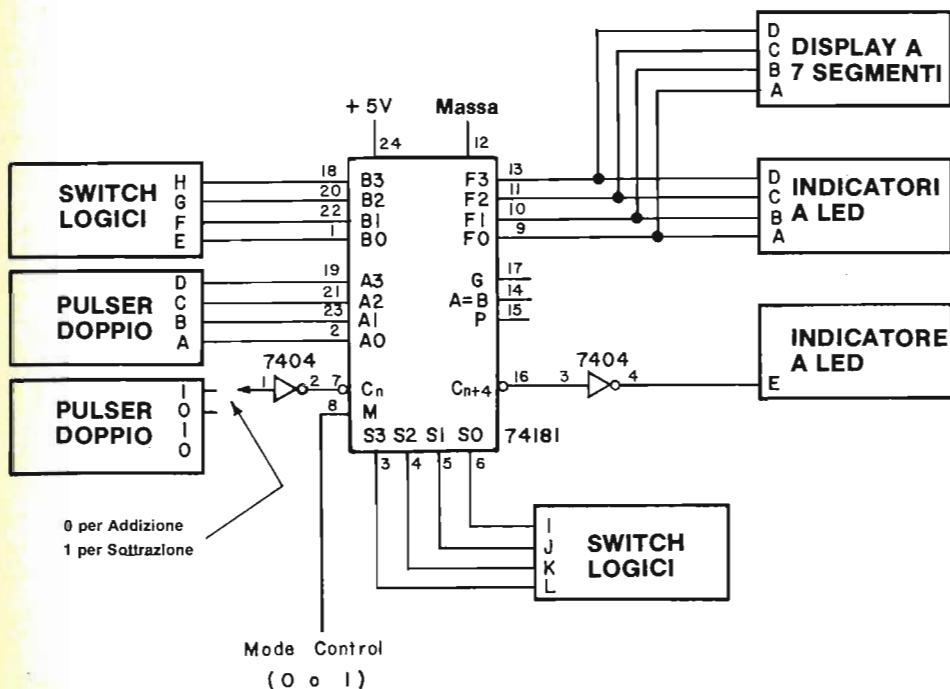 DISPLAY A
7 SEGMENTI
D
C
B
A
+ 5V
Massa
24
12
SWITCH
LOGICI
H
G
F
E
18
20
22
1
B3
B2
B1
B0
F3
F2
F1
F0
13
11
10
9
INDICATORI
A LED
D
C
B
A
PULSER
DOPPIO
D
C
B
A
19
21
23
2
A3
A2
A1
A0
G
A=B
P
17
14
15
7404
1
2
7
Cn
8
M
Cn+4
16
7404
3
4
INDICATORE
A LED
E
PULSER
DOPPIO
I
O
I
O
S3 S2 S1 S0
74181
3
4
5
6
0 per Addizione
1 per Sottrazione
I
J
K
L
SWITCH
LOGICI
Mode Control
(0 o 1)